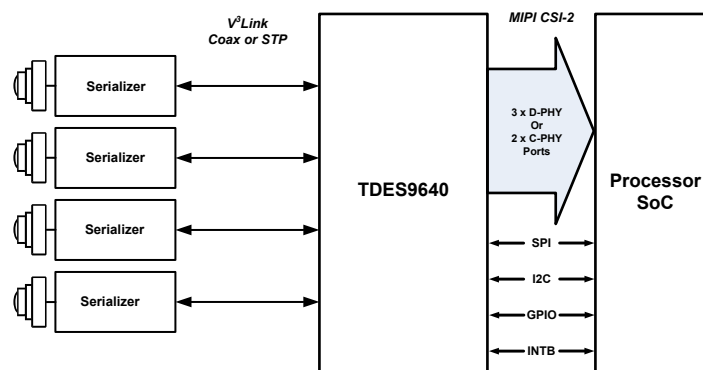 V³Link
Coax or STP
MIPI CSI-2
Serializer
Serializer
Serializer
Serializer
TDES9640
3 x D-PHY
Or
2 x C-PHY
Ports
SPI
I2C
GPIO
INTB
Processor
SoC